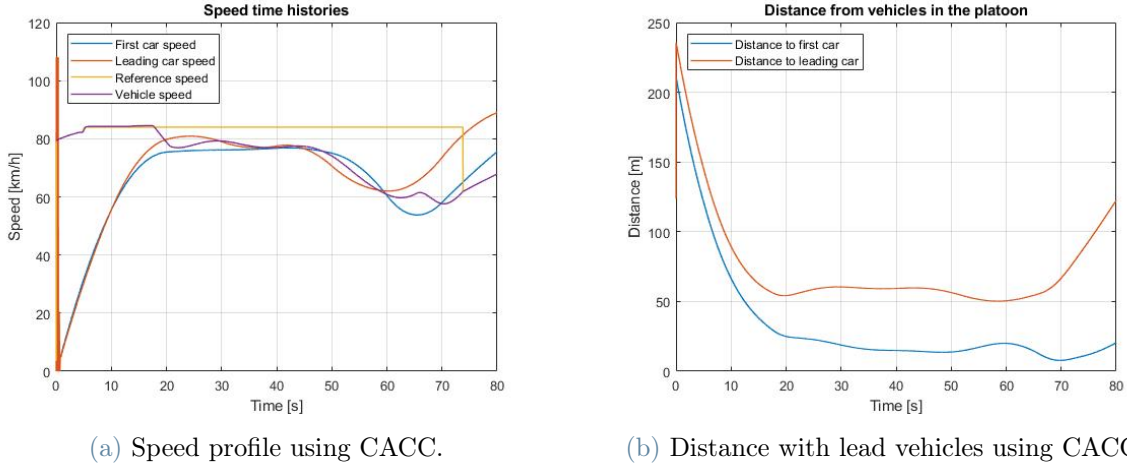 Speed time histories
120
100
80
60
40
20
0
Speed [km/h]
First car speed
Leading car speed
Reference speed
Vehicle speed
0 10 20 30 40 50 60 70 80
Time [s]
(a) Speed profile using CACC.
Distance from vehicles in the platoon
250
200
150
100
50
0
Distance [m]
Distance to first car
Distance to leading car
0 10 20 30 40 50 60 70 80
Time [s]
(b) Distance with lead vehicles using CACC